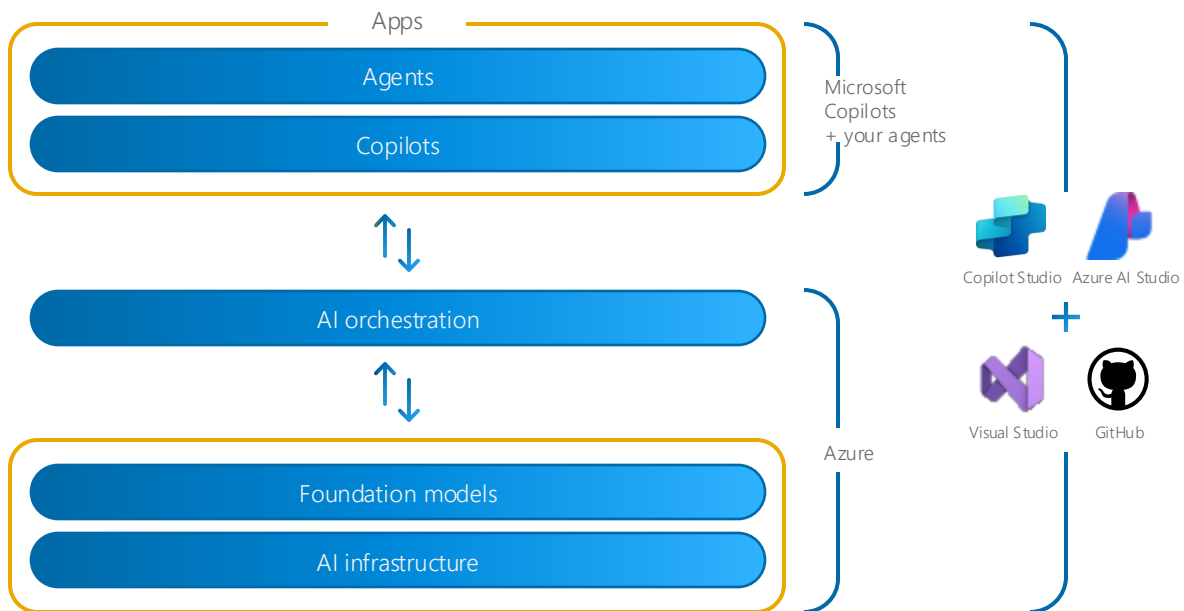 Apps
Agents
Copilots
Microsoft
Copilots
+ your agents
Copilot Studio
Azure AI Studio
AI orchestration
+
Visual Studio
GitHub
Azure
Foundation models
AI infrastructure